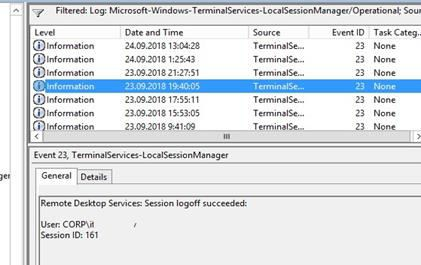 Filtered: Log: Microsoft-Windows-TerminalServices-LocalSessionManager/Operational; Sour
Level Date and Time Source Event ID Task Categ...
Information 24.09.2018 13:04:28 TerminalSe... 23 None
Information 24.09.2018 1:25:43 TerminalSe... 23 None
Information 23.09.2018 21:27:51 TerminalSe... 23 None
Information 23.09.2018 19:40:05 TerminalSe... 23 None
Information 23.09.2018 17:55:11 TerminalSe... 23 None
Information 23.09.2018 15:53:05 TerminalSe... 23 None
Information 23.09.2018 9:41:09 TerminalSe... 23 None
Event 23, TerminalServices-LocalSessionManager
General Details
Remote Desktop Services: Session logoff succeeded:
User: CORP\it
Session ID: 161